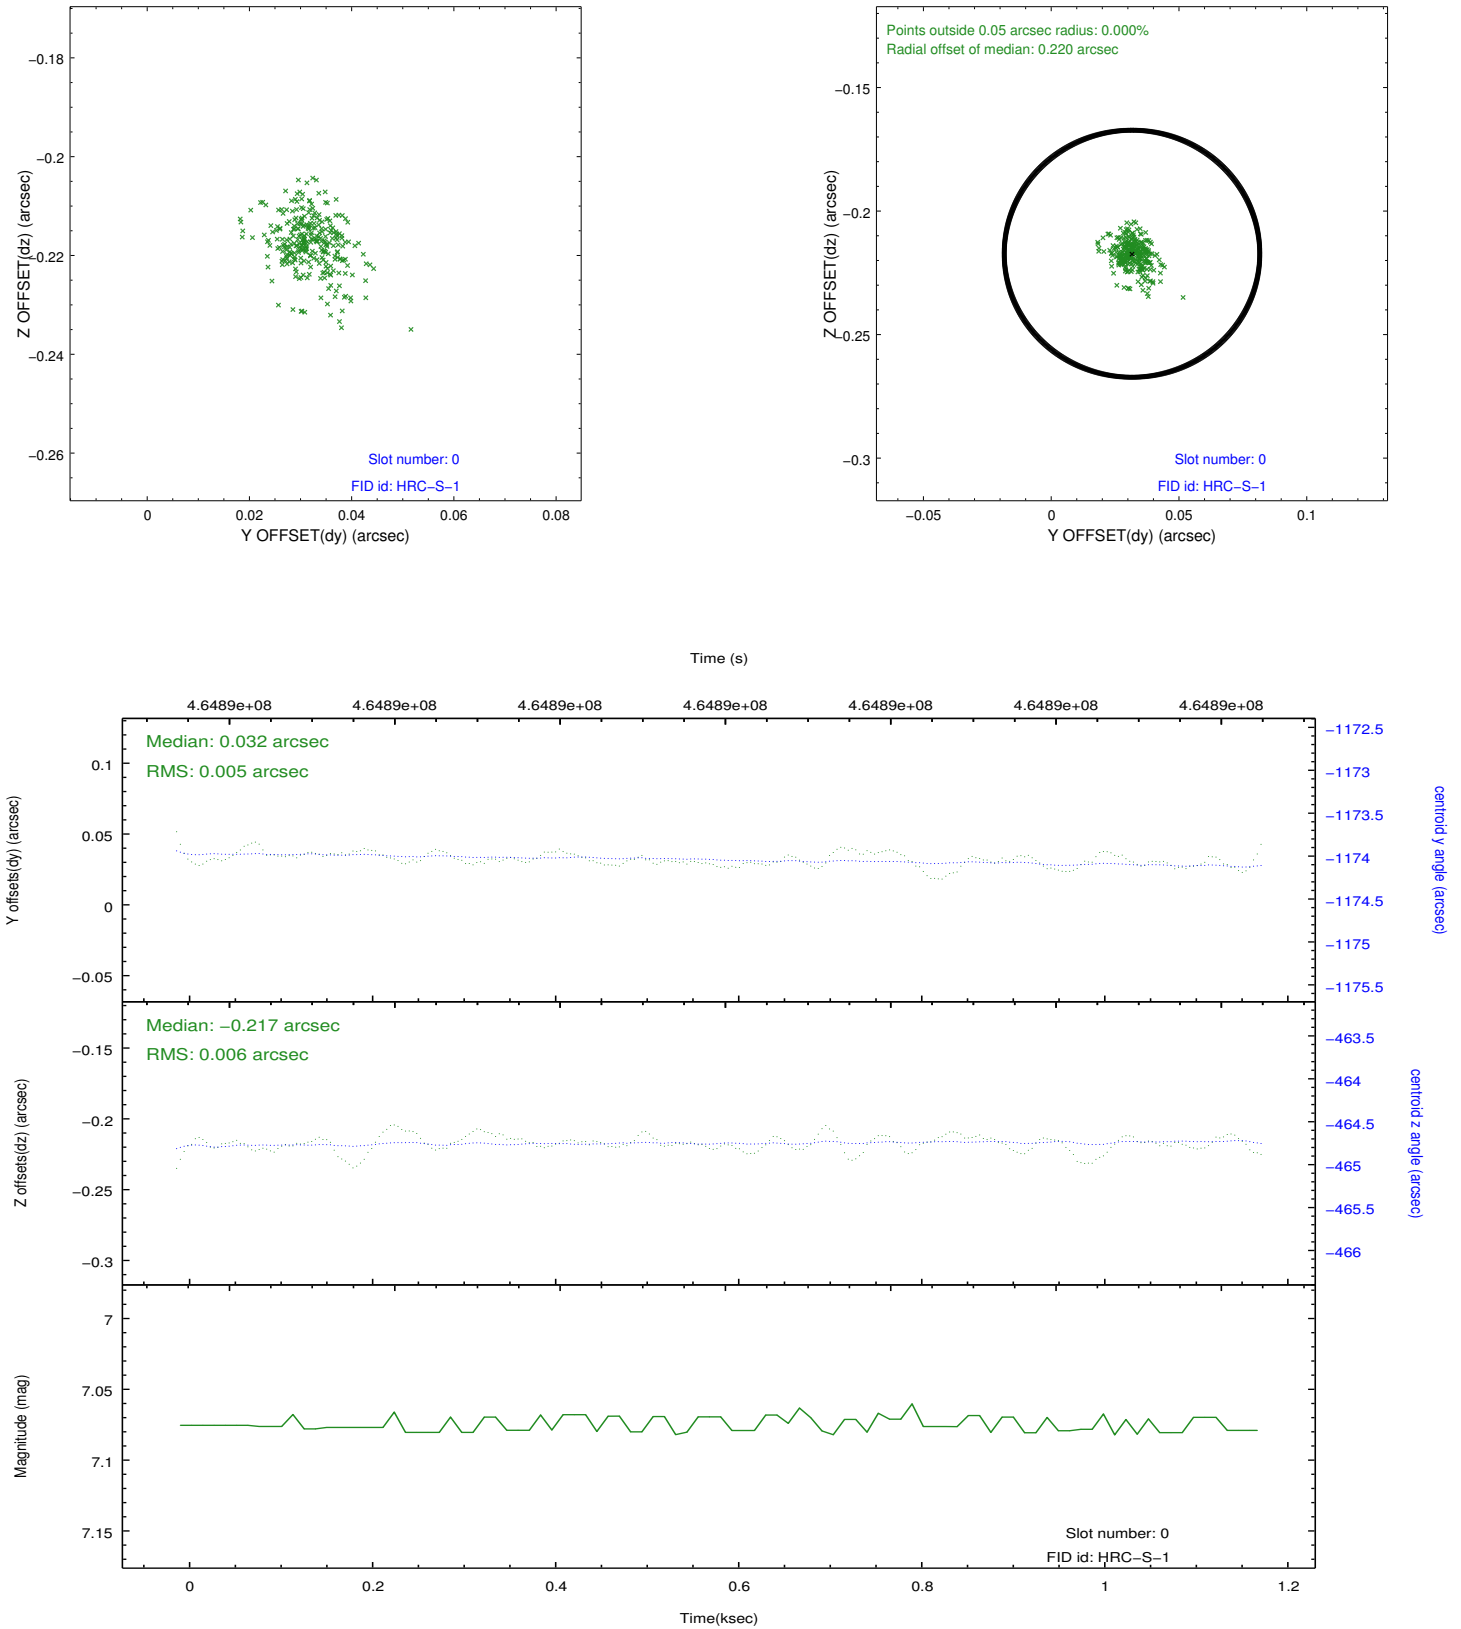 −0.18
−0.2
−0.22
−0.24
−0.26
Z OFFSET(dz) (arcsec)
Slot number: 0
FID id: HRC−S−1
0
0.02
0.04
0.06
0.08
Y OFFSET(dy) (arcsec)
Points outside 0.05 arcsec radius: 0.000%
Radial offset of median: 0.220 arcsec
−0.15
−0.2
−0.25
−0.3
Z OFFSET(dz) (arcsec)
Slot number: 0
FID id: HRC−S−1
−0.05
0
0.05
0.1
Y OFFSET(dy) (arcsec)
Time (s)
4.6489e+08
4.6489e+08
4.6489e+08
4.6489e+08
4.6489e+08
4.6489e+08
4.6489e+08
Median: 0.032 arcsec
RMS: 0.005 arcsec
0.1
0.05
0
−0.05
Y offsets(dy) (arcsec)
−1172.5
−1173
−1173.5
−1174
−1174.5
−1175
−1175.5
centroid y angle (arcsec)
Median: −0.217 arcsec
RMS: 0.006 arcsec
−0.15
−0.2
−0.25
−0.3
Z offsets(dz) (arcsec)
−463.5
−464
−464.5
−465
−465.5
−466
centroid z angle (arcsec)
7
7.05
7.1
7.15
Magnitude (mag)
Slot number: 0
FID id: HRC−S−1
0
0.2
0.4
0.6
0.8
1
1.2
Time(ksec)